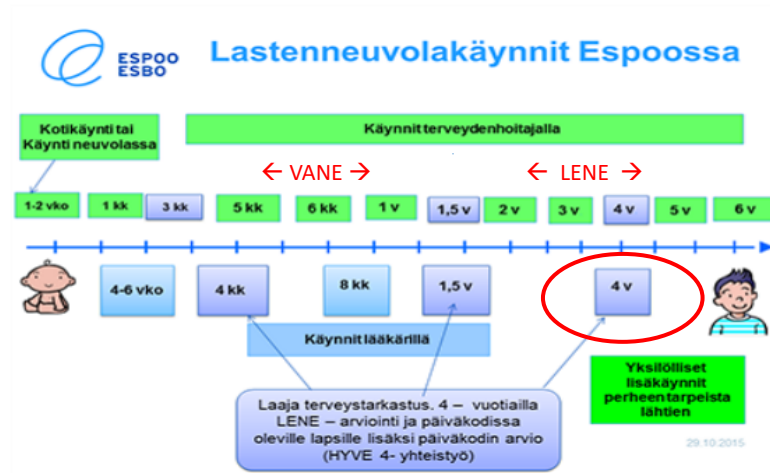 ESPOO
ESBO
Lastenneuvolakäynnit Espoossa
Kotikäynti tai
Käynti neuvolassa
Käynnit terveydenhoitajalla
← VANE →
← LENE →
1-2 vko
1 kk
3 kk
5 kk
6 kk
1 v
1,5 v
2 v
3 v
4 v
5 v
6 v
4-6 vko
4 kk
8 kk
1,5 v
4 v
Käynnit lääkärillä
Yksilölliset
lisäkäynnit
perheen tarpeista
lähtien
Laaja terveystarkastus. 4 – vuotiailla
LENE – arviointi ja päiväkodissa
oleville lapsille lisäksi päiväkodin arvio
(HYVE 4- yhteistyö)
29.10.2015